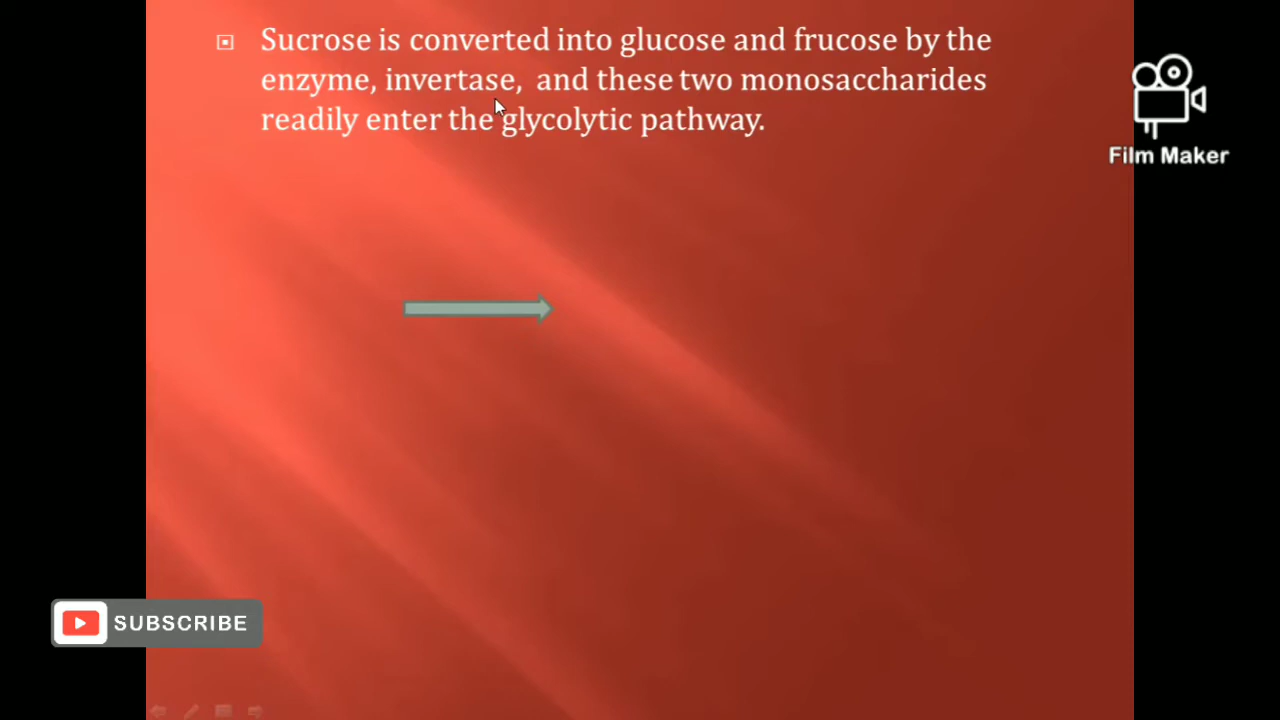 Sucrose is converted into glucose and frucose by the
enzyme, invertase, and these two monosaccharides
readily enter the glycolytic pathway.
Film Maker
SUBSCRIBE